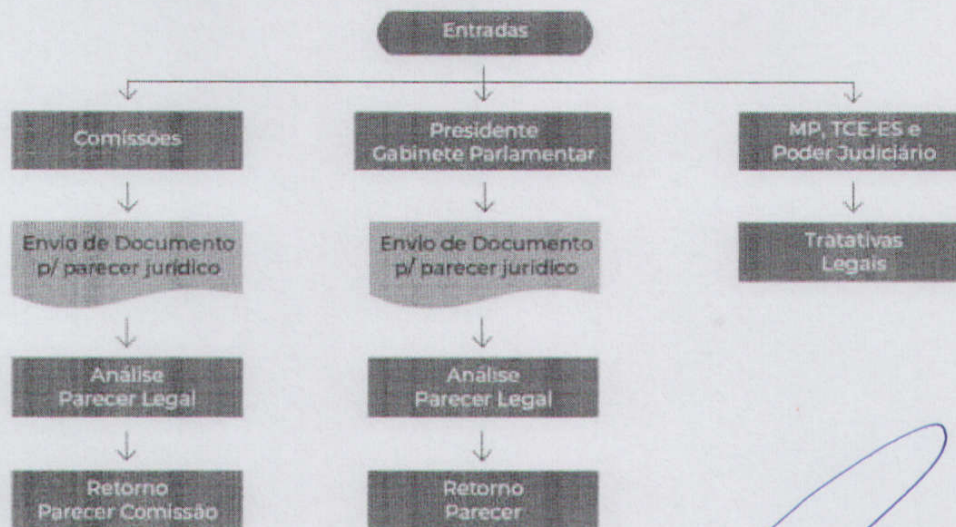 Entradas
Comissões
Presidente
Gabinete Parlamentar
MP, TCE-ES e
Poder Judiciário
Envio de Documento
p/ parecer jurídico
Envio de Documento
p/ parecer jurídico
Tratativas
Legais
Análise
Parecer Legal
Análise
Parecer Legal
Retorno
Parecer Comissão
Retorno
Parecer